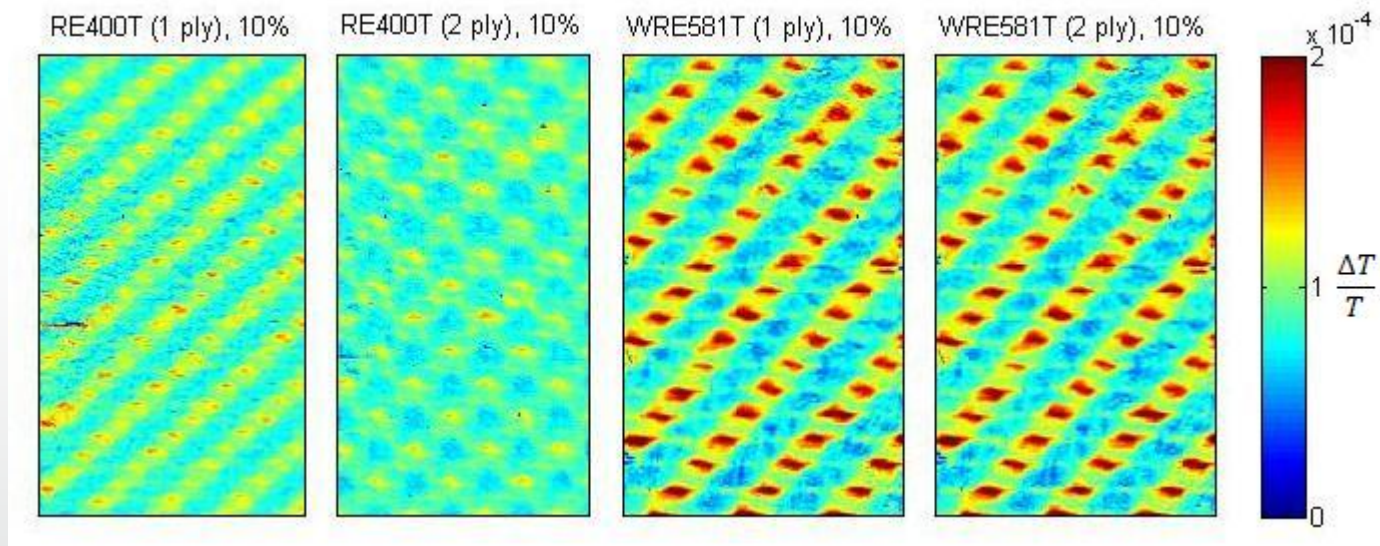 RE400T (1 ply), 10%
RE400T (2 ply), 10%
WRE581T (1 ply), 10%
WRE581T (2 ply), 10%
x 10-4
2
1
0
ΔT
T